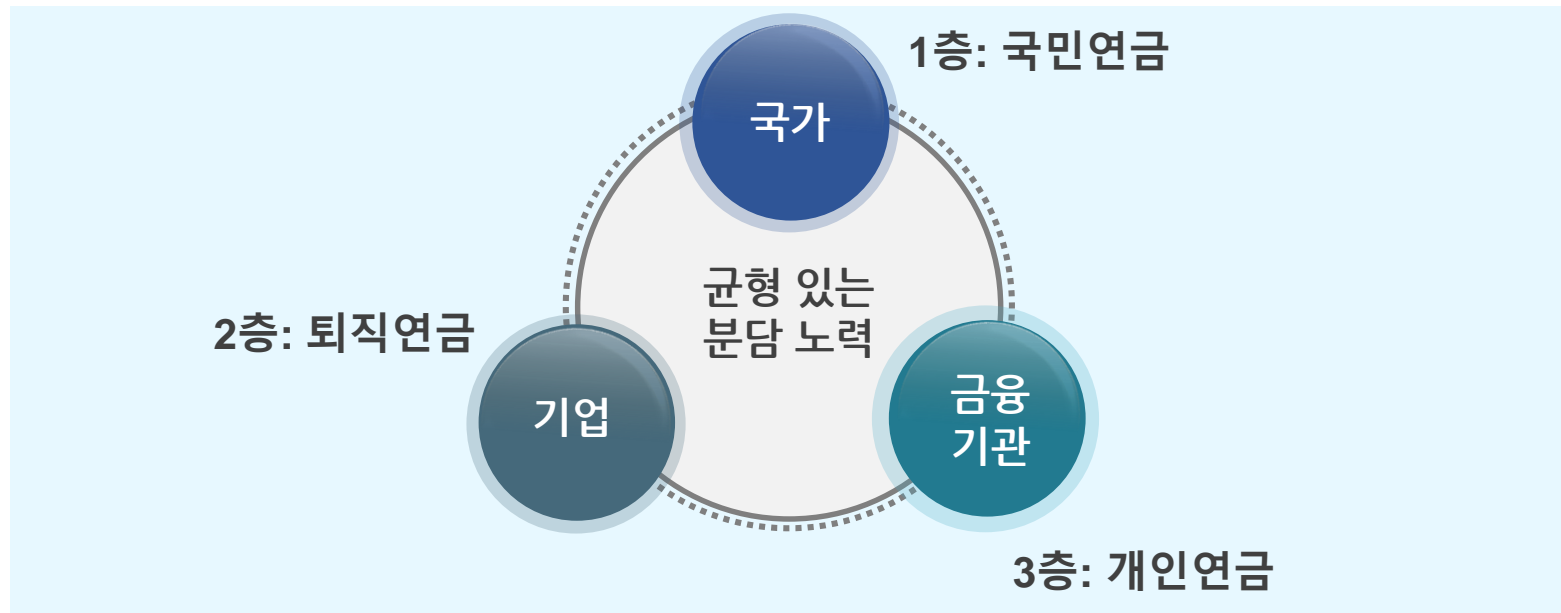 1층: 국민연금
국가
균형 있는
분담 노력
2층: 퇴직연금
기업
금융
기관
3층: 개인연금